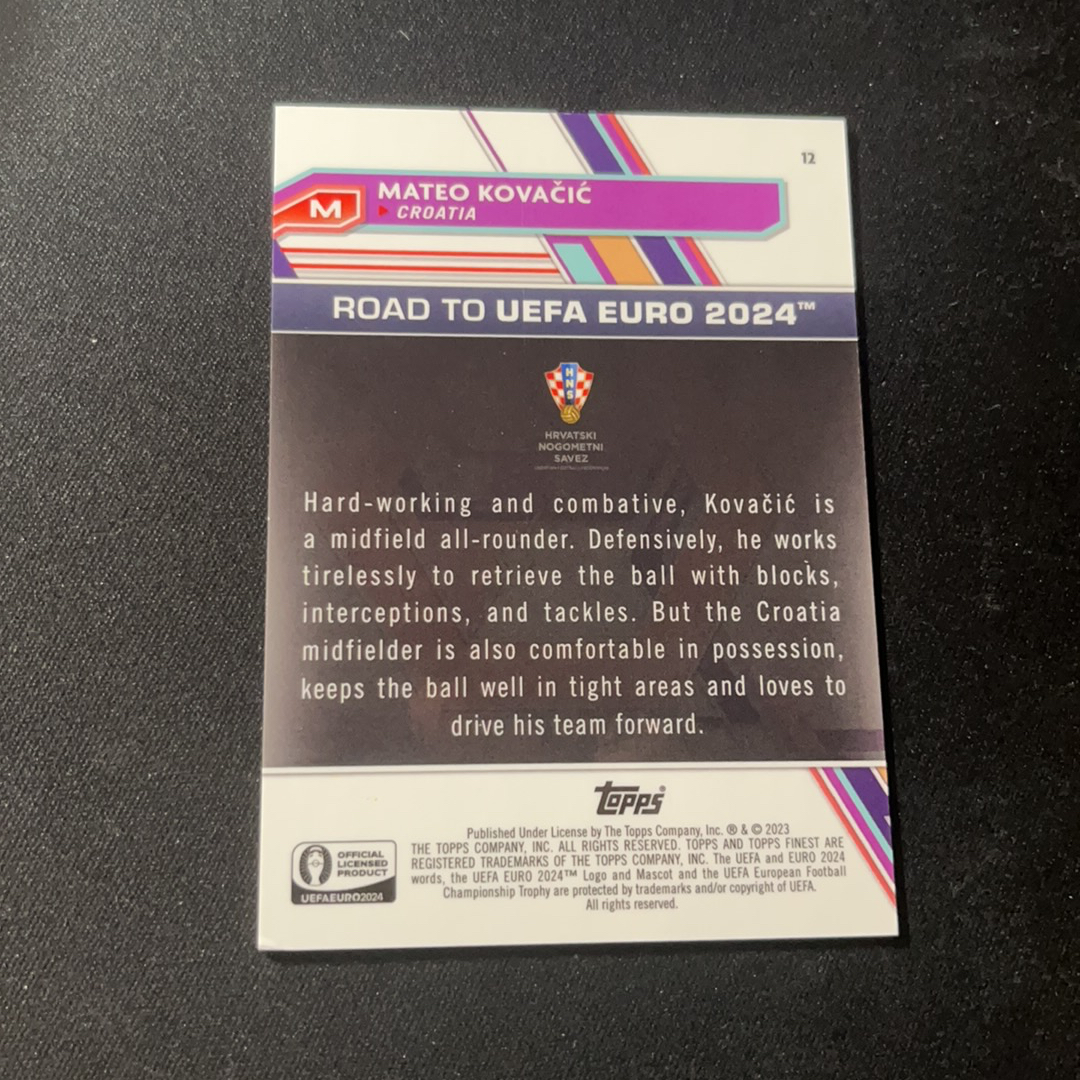 12
MATEO KOVAČIĆ
M
CROATIA
ROAD TO UEFA EURO 2024™
HNS
HRVATSKI
NOGOMETNI
SAVEZ
Hard-working and combative, Kovačić is
a midfield all-rounder. Defensively, he works
tirelessly to retrieve the ball with blocks,
interceptions, and tackles. But the Croatia
midfielder is also comfortable in possession,
keeps the ball well in tight areas and loves to
drive his team forward.
topps®
Published Under License by The Topps Company, Inc. ® & © 2023
THE TOPPS COMPANY, INC. ALL RIGHTS RESERVED. TOPPS AND TOPPS FINEST ARE
REGISTERED TRADEMARKS OF THE TOPPS COMPANY, INC. The UEFA and EURO 2024
words, the UEFA EURO 2024™ Logo and Mascot and the UEFA European Football
Championship Trophy are protected by trademarks and/or copyright of UEFA.
All rights reserved.
OFFICIAL
LICENSED
PRODUCT
UEFAEURO2024